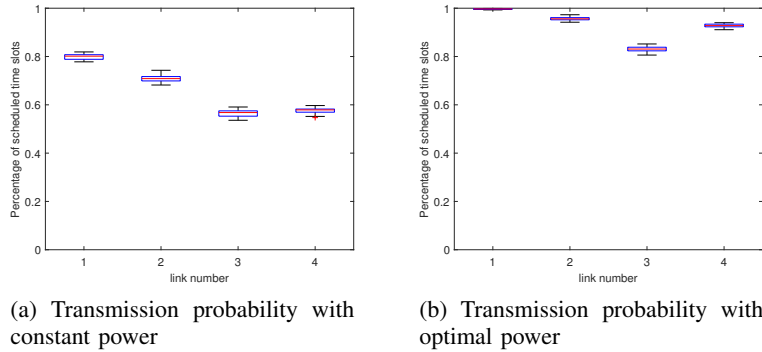 1
0.8
0.6
0.4
0.2
0
Percentage of scheduled time slots
1 2 3 4
link number
(a) Transmission probability with
constant power
1
0.8
0.6
0.4
0.2
0
Percentage of scheduled time slots
1 2 3 4
link number
(b) Transmission probability with
optimal power